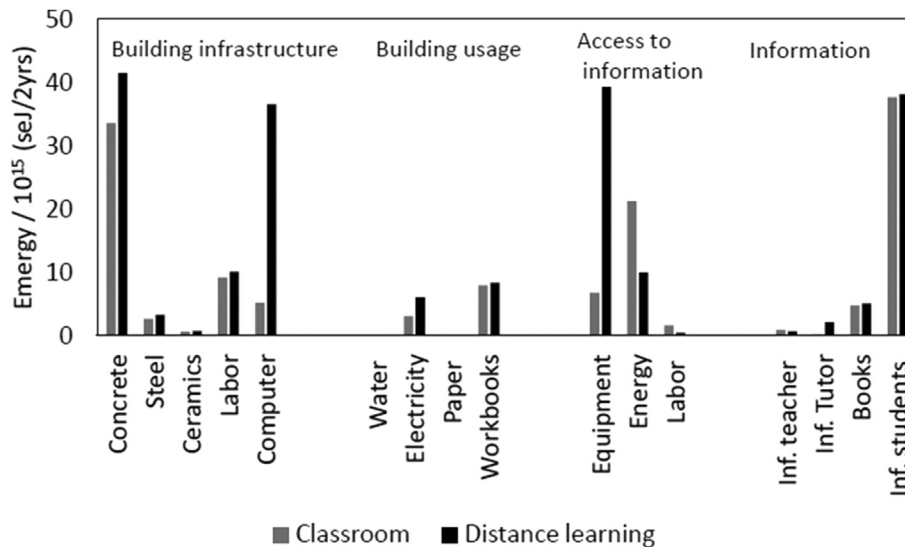 50
40
30
20
10
0
Emergy / 10¹⁵ (seJ/2yrs)
Building infrastructure
Building usage
Access to
information
Information
Concrete
Steel
Ceramics
Labor
Computer
Water
Electricity
Paper
Workbooks
Equipment
Energy
Labor
Inf. teacher
Inf. Tutor
Books
Inf. students
Classroom
Distance learning